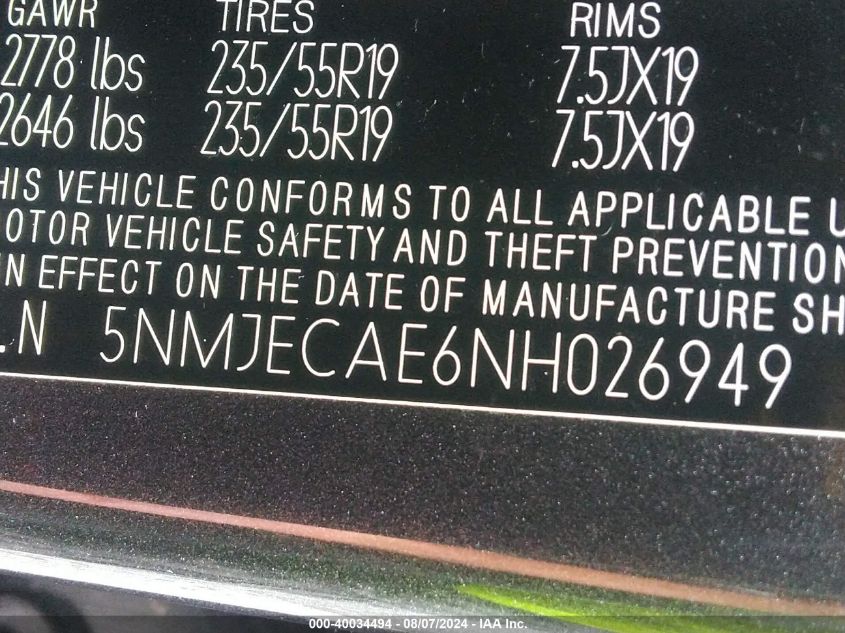 GAWR TIRES RIMS
2778 lbs 235/55R19 7.5JX19
2646 lbs 235/55R19 7.5JX19
HIS VEHICLE CONFORMS TO ALL APPLICABLE U
OTOR VEHICLE SAFETY AND THEFT PREVENTION
IN EFFECT ON THE DATE OF MANUFACTURE SH
.N 5NMJECAE6NH026949
000-40034494 - 08/07/2024 - IAA Inc.